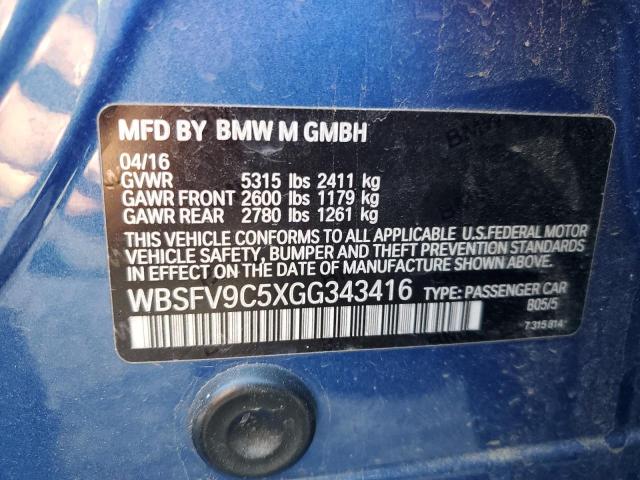 MFD BY BMW M GMBH
04/16
GVWR 5315 lbs 2411 kg
GAWR FRONT 2600 lbs 1179 kg
GAWR REAR 2780 lbs 1261 kg
THIS VEHICLE CONFORMS TO ALL APPLICABLE U.S.FEDERAL MOTOR
VEHICLE SAFETY, BUMPER AND THEFT PREVENTION STANDARDS
IN EFFECT ON THE DATE OF MANUFACTURE SHOWN ABOVE.
WBSFV9C5XGG343416 TYPE: PASSENGER CAR
B05/5
7 315 814